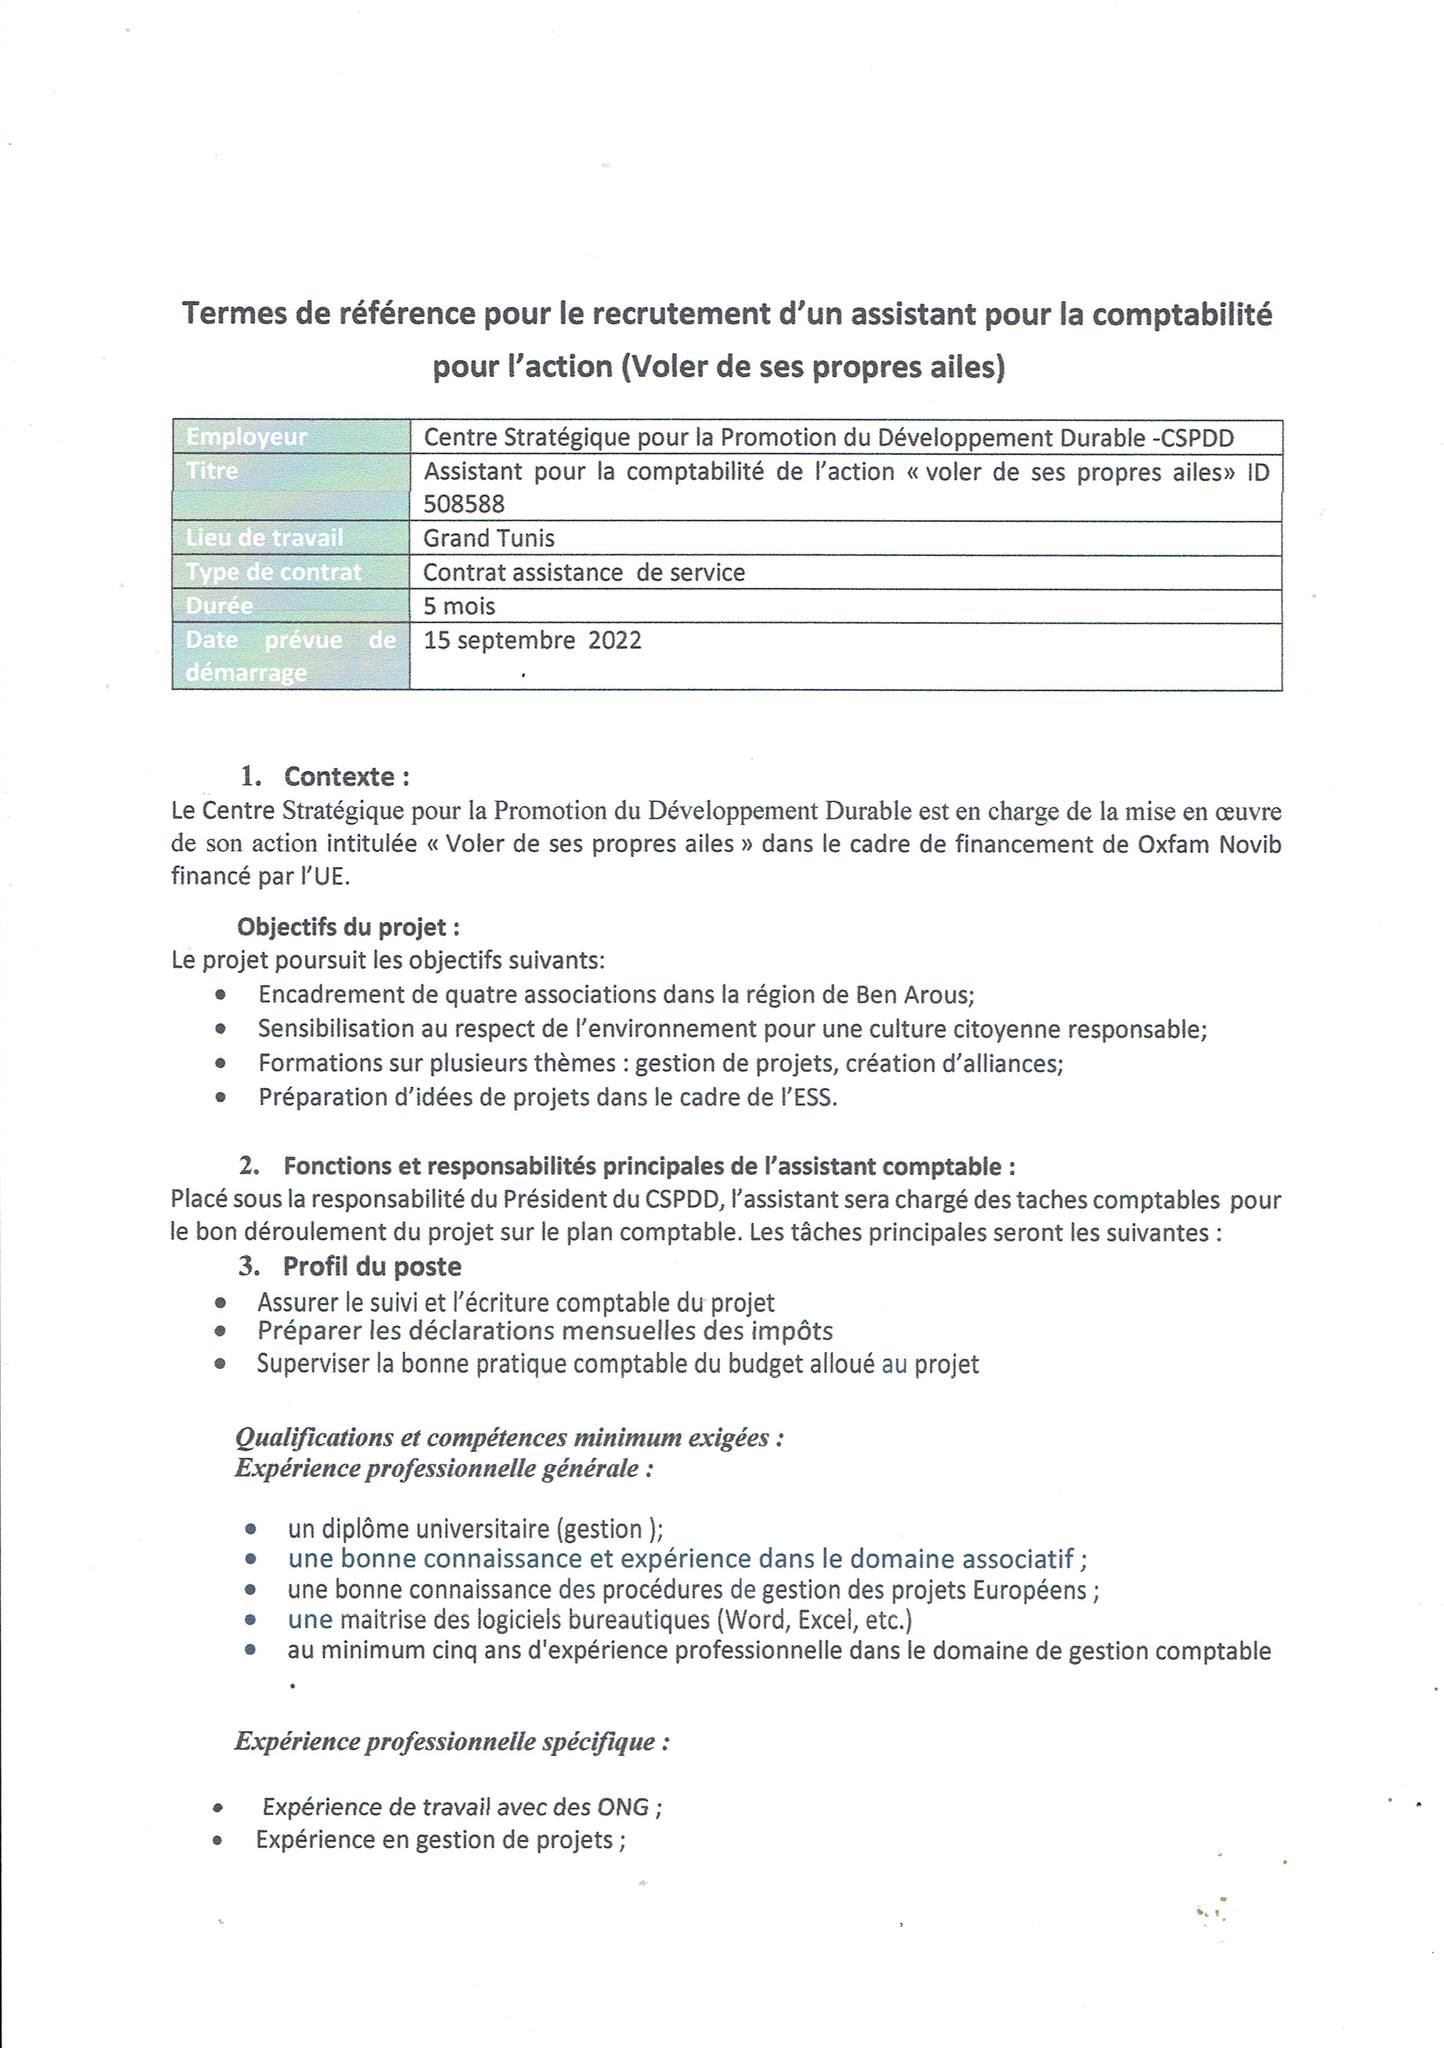 Termes de référence pour le recrutement d'un assistant pour la comptabilité
pour l'action (Voler de ses propres ailes)
Employeur Centre Stratégique pour la Promotion du Développement Durable -CSPDD
Titre Assistant pour la comptabilité de l'action « voler de ses propres ailes» ID
508588
Lieu de travail Grand Tunis
Type de contrat Contrat assistance de service
Durée 5 mois
Date prévue de 15 septembre 2022
démarrage
1. Contexte :
Le Centre Stratégique pour la Promotion du Développement Durable est en charge de la mise en œuvre
de son action intitulée « Voler de ses propres ailes » dans le cadre de financement de Oxfam Novib
financé par l'UE.
Objectifs du projet :
Le projet poursuit les objectifs suivants:
• Encadrement de quatre associations dans la région de Ben Arous;
• Sensibilisation au respect de l'environnement pour une culture citoyenne responsable;
• Formations sur plusieurs thèmes : gestion de projets, création d'alliances;
• Préparation d'idées de projets dans le cadre de l'ESS.
2. Fonctions et responsabilités principales de l'assistant comptable :
Placé sous la responsabilité du Président du CSPDD, l'assistant sera chargé des taches comptables pour
le bon déroulement du projet sur le plan comptable. Les tâches principales seront les suivantes :
3. Profil du poste
• Assurer le suivi et l'écriture comptable du projet
• Préparer les déclarations mensuelles des impôts
• Superviser la bonne pratique comptable du budget alloué au projet
Qualifications et compétences minimum exigées :
Expérience professionnelle générale :
• un diplôme universitaire (gestion );
• une bonne connaissance et expérience dans le domaine associatif ;
• une bonne connaissance des procédures de gestion des projets Européens ;
• une maitrise des logiciels bureautiques (Word, Excel, etc.)
• au minimum cinq ans d'expérience professionnelle dans le domaine de gestion comptable
.
Expérience professionnelle spécifique :
• Expérience de travail avec des ONG ;
• Expérience en gestion de projets ;